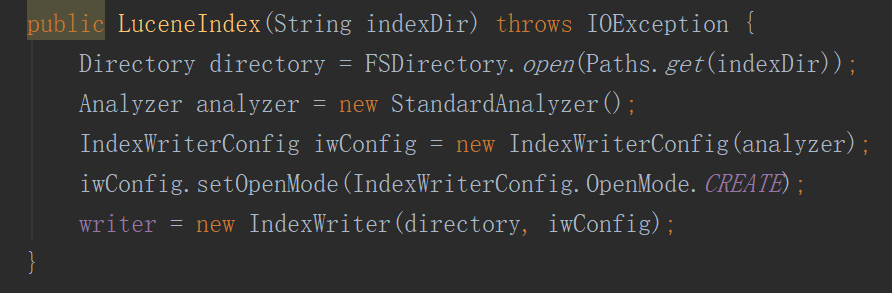 public LuceneIndex(String indexDir) throws IOException {
    Directory directory = FSDirectory.open(Paths.get(indexDir));
    Analyzer analyzer = new StandardAnalyzer();
    IndexWriterConfig iwConfig = new IndexWriterConfig(analyzer);
    iwConfig.setOpenMode(IndexWriterConfig.OpenMode.CREATE);
    writer = new IndexWriter(directory, iwConfig);
}